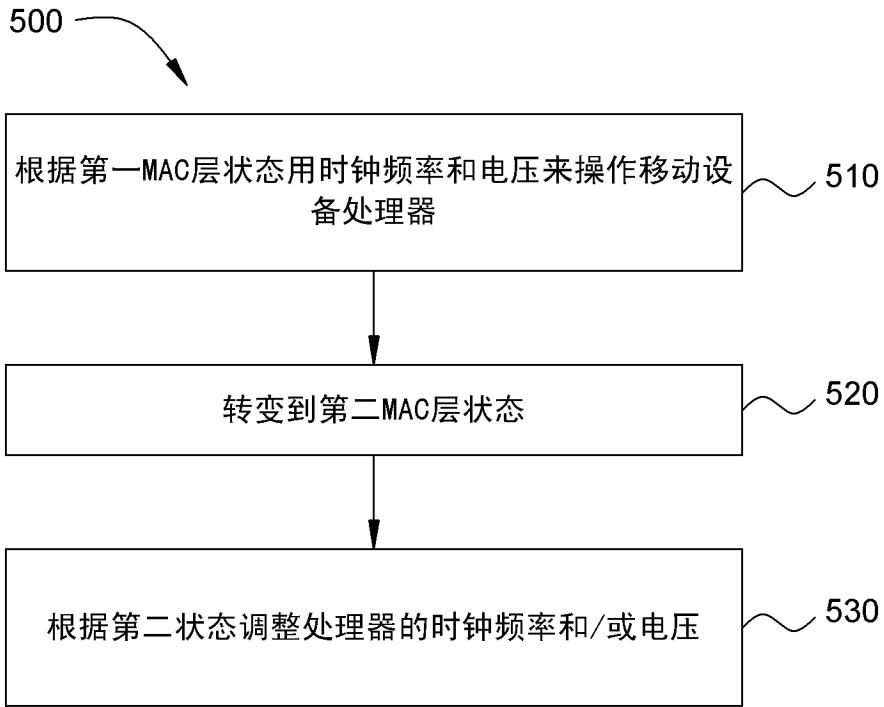 500
根据第一MAC层状态用时钟频率和电压来操作移动设
备处理器
510
转变到第二MAC层状态
520
根据第二状态调整处理器的时钟频率和/或电压
530